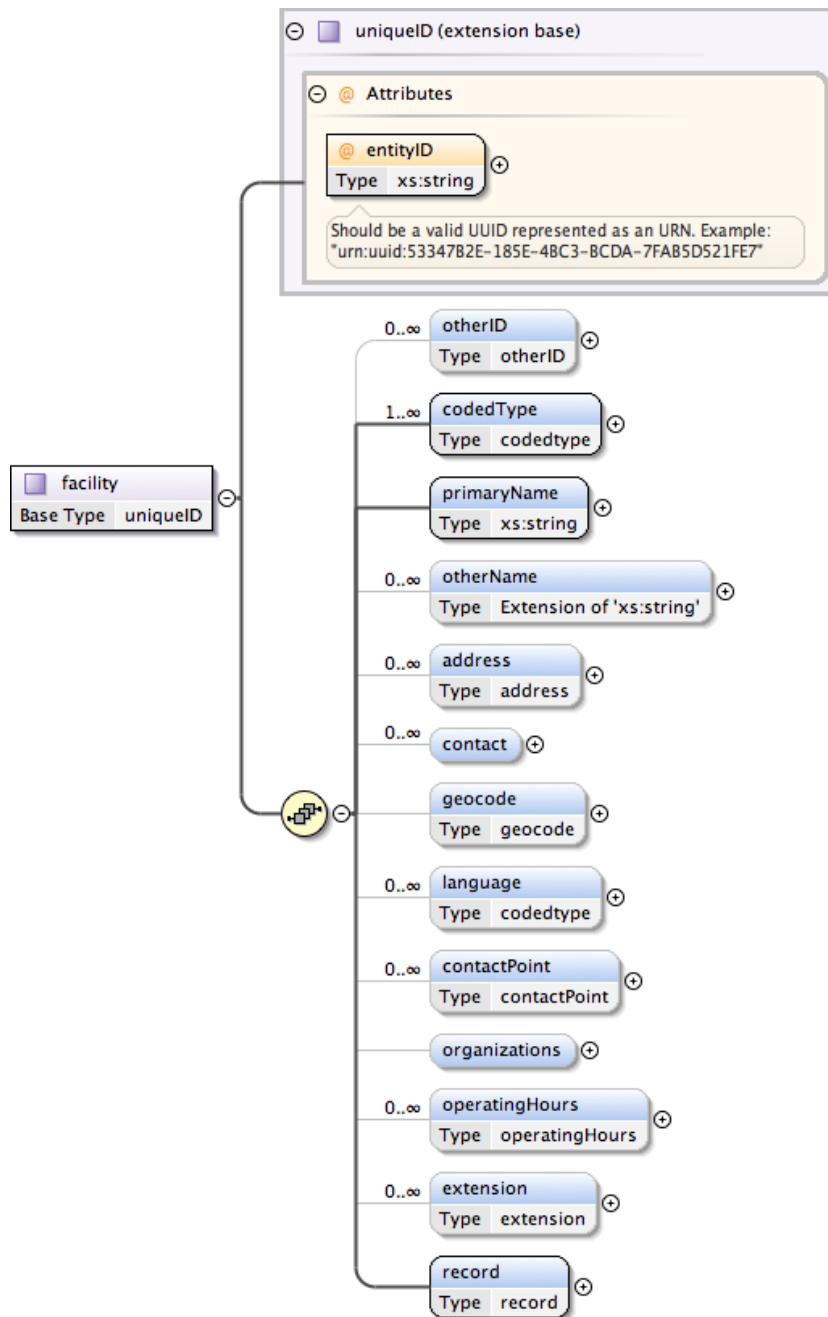 uniqueID (extension base)
@ Attributes
@ entityID
Type xs:string
Should be a valid UUID represented as an URN. Example:
"urn:uuid:53347B2E-185E-4BC3-BCDA-7FAB5D521FE7"
0..∞ otherID
Type otherID
1..∞ codedType
Type codedtype
facility
Base Type uniqueID
primaryName
Type xs:string
0..∞ otherName
Type Extension of 'xs:string'
0..∞ address
Type address
0..∞ contact
geocode
Type geocode
0..∞ language
Type codedtype
0..∞ contactPoint
Type contactPoint
organizations
0..∞ operatingHours
Type operatingHours
0..∞ extension
Type extension
record
Type record